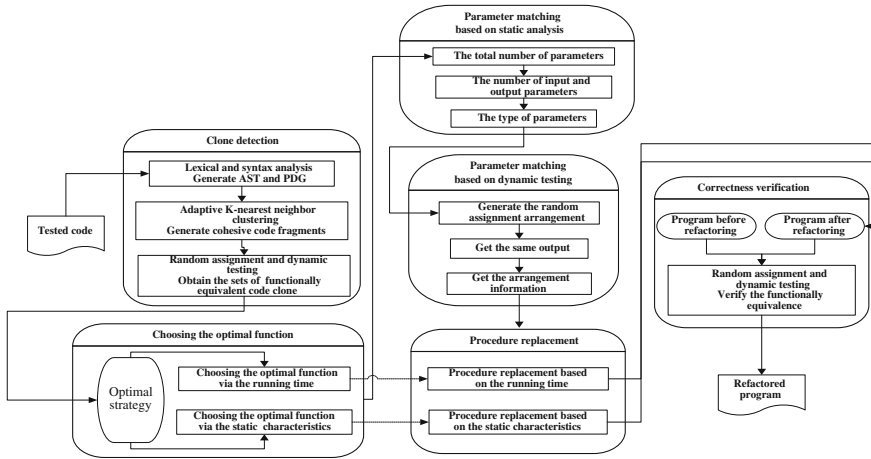 Clone detection
Lexical and syntax analysis
Generate AST and PDG
Adaptive K-nearest neighbor
clustering
Generate cohesive code fragments
Random assignment and dynamic
testing
Obtain the sets of functionally
equivalent code clone
Tested code
Choosing the optimal function
Optimal
strategy
Choosing the optimal function
via the running time
Choosing the optimal function
via the static characteristics
Parameter matching
based on static analysis
The total number of parameters
The number of input and
output parameters
The type of parameters
Parameter matching
based on dynamic testing
Generate the random
assignment arrangement
Get the same output
Get the arrangement
information
Procedure replacement
Procedure replacement based
on the running time
Procedure replacement based
on the static characteristics
Correctness verification
Program before
refactoring
Program after
refactoring
Random assignment and
dynamic testing
Verify the functionally
equivalence
Refactored
program